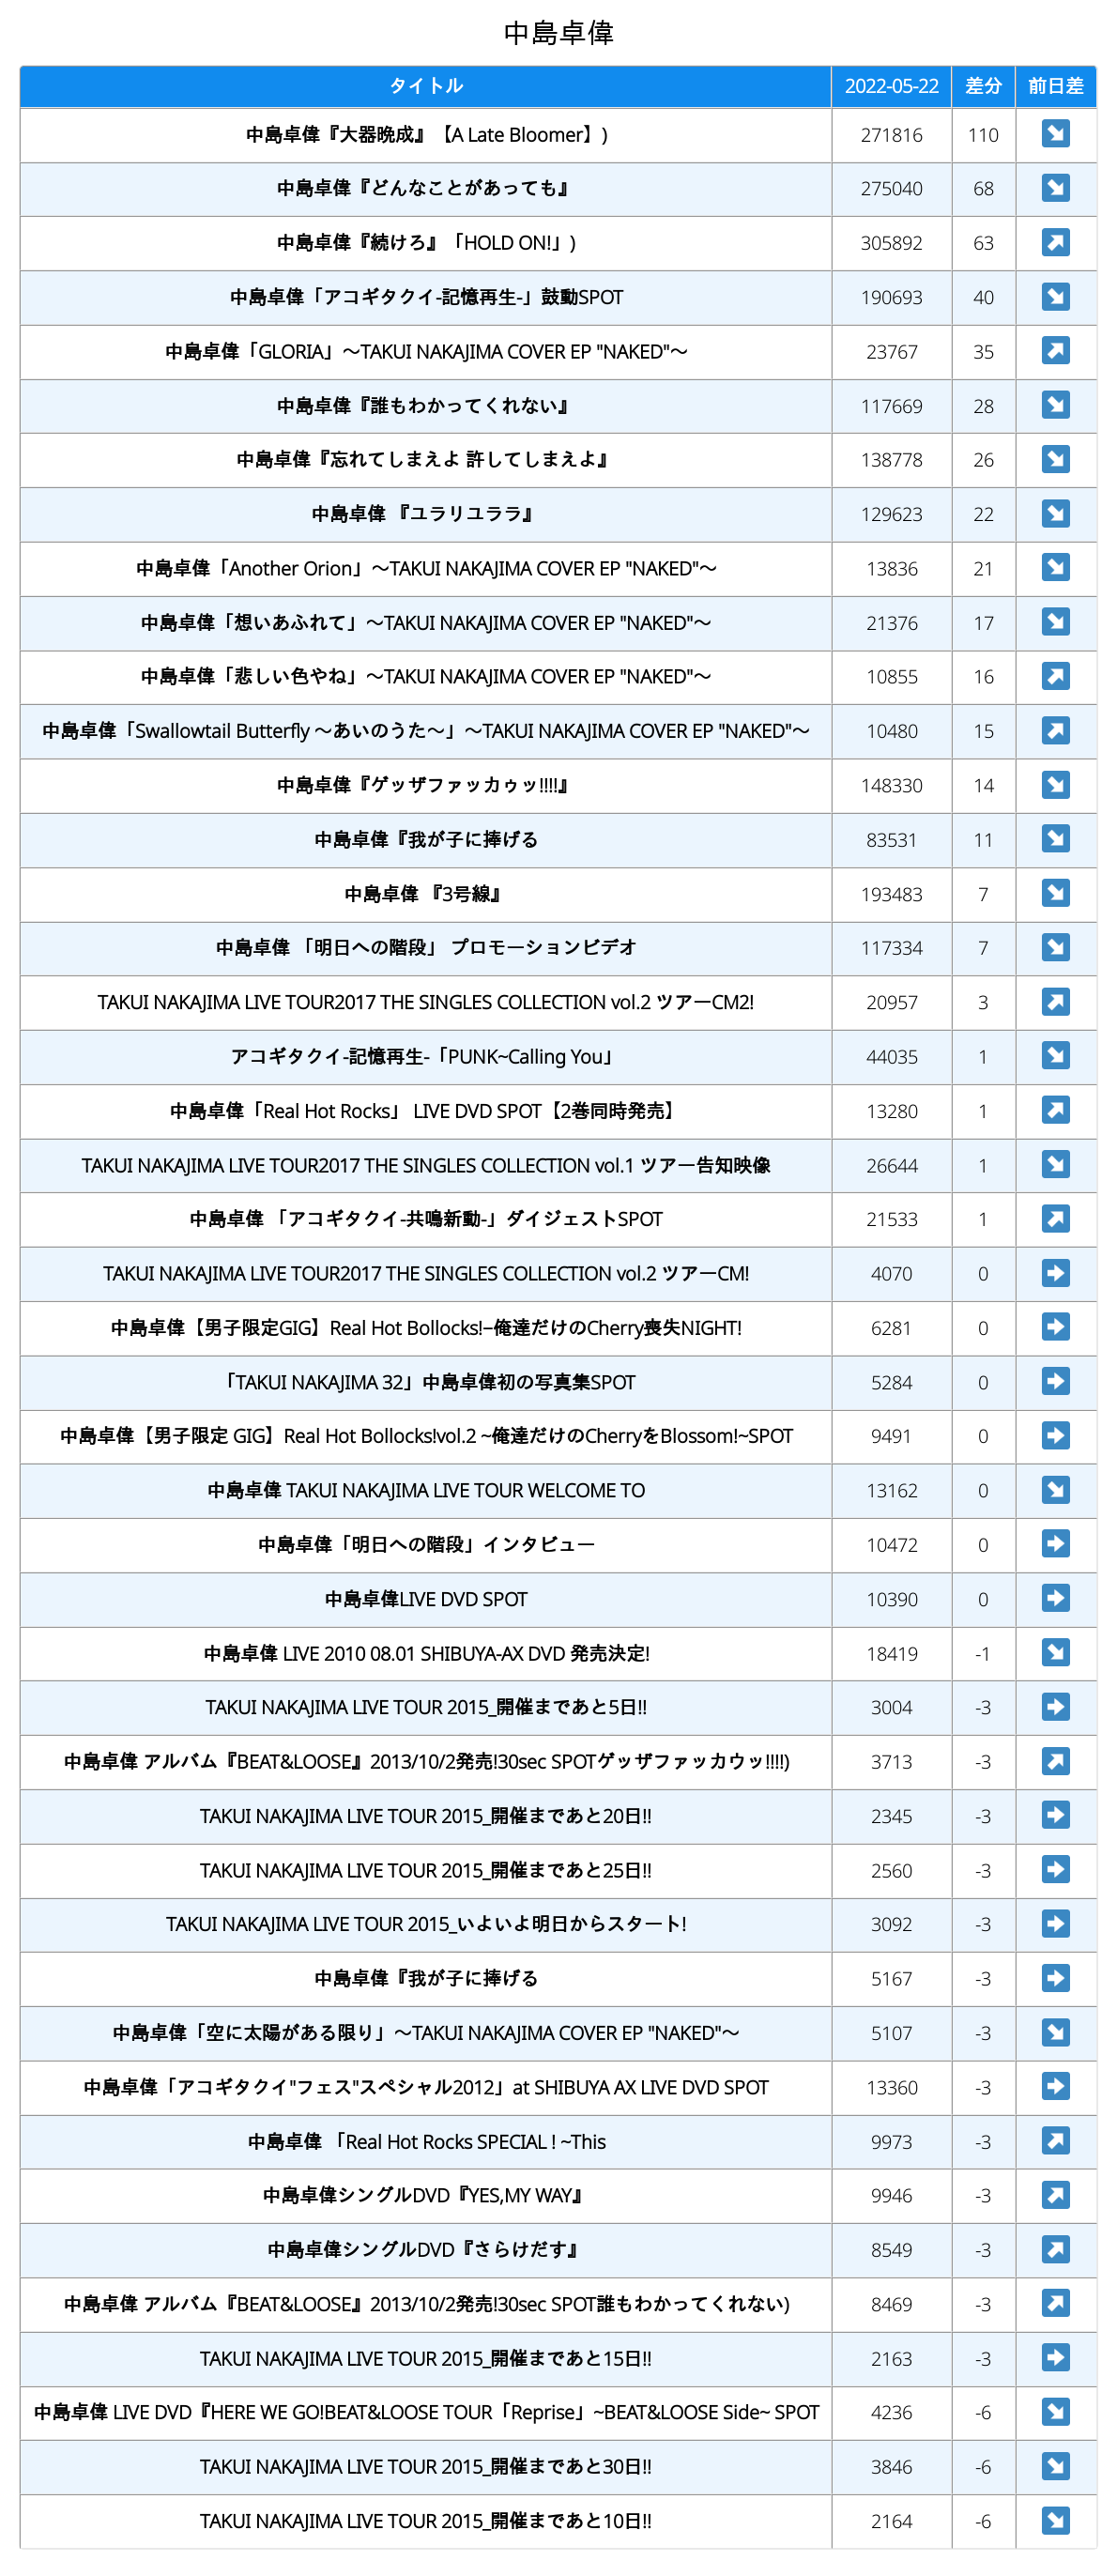 中島卓偉
タイトル 2022-05-22 差分 前日差
中島卓偉『大器晩成』【A Late Bloomer】) 271816 110 ↘
中島卓偉『どんなことがあっても』 275040 68 ↘
中島卓偉『続けろ』「HOLD ON!」) 305892 63 ↗
中島卓偉「アコギタクイ-記憶再生-」鼓動SPOT 190693 40 ↘
中島卓偉「GLORIA」〜TAKUI NAKAJIMA COVER EP "NAKED"〜 23767 35 ↗
中島卓偉『誰もわかってくれない』 117669 28 ↘
中島卓偉『忘れてしまえよ 許してしまえよ』 138778 26 ↘
中島卓偉 『ユラリユララ』 129623 22 ↘
中島卓偉「Another Orion」〜TAKUI NAKAJIMA COVER EP "NAKED"〜 13836 21 ↘
中島卓偉「想いあふれて」〜TAKUI NAKAJIMA COVER EP "NAKED"〜 21376 17 ↘
中島卓偉「悲しい色やね」〜TAKUI NAKAJIMA COVER EP "NAKED"〜 10855 16 ↗
中島卓偉「Swallowtail Butterfly 〜あいのうた〜」〜TAKUI NAKAJIMA COVER EP "NAKED"〜 10480 15 ↗
中島卓偉『ゲッザファッカゥッ!!!!』 148330 14 ↘
中島卓偉『我が子に捧げる 83531 11 ↘
中島卓偉 『3号線』 193483 7 ↘
中島卓偉 「明日への階段」 プロモーションビデオ 117334 7 ↘
TAKUI NAKAJIMA LIVE TOUR2017 THE SINGLES COLLECTION vol.2 ツアーCM2! 20957 3 ↗
アコギタクイ-記憶再生-「PUNK~Calling You」 44035 1 ↘
中島卓偉「Real Hot Rocks」 LIVE DVD SPOT【2巻同時発売】 13280 1 ↗
TAKUI NAKAJIMA LIVE TOUR2017 THE SINGLES COLLECTION vol.1 ツアー告知映像 26644 1 ↘
中島卓偉 「アコギタクイ-共鳴新動-」ダイジェストSPOT 21533 1 ↗
TAKUI NAKAJIMA LIVE TOUR2017 THE SINGLES COLLECTION vol.2 ツアーCM! 4070 0 ➡
中島卓偉【男子限定GIG】Real Hot Bollocks!−俺達だけのCherry喪失NIGHT! 6281 0 ➡
「TAKUI NAKAJIMA 32」中島卓偉初の写真集SPOT 5284 0 ➡
中島卓偉【男子限定 GIG】Real Hot Bollocks!vol.2 ~俺達だけのCherryをBlossom!~SPOT 9491 0 ➡
中島卓偉 TAKUI NAKAJIMA LIVE TOUR WELCOME TO 13162 0 ↘
中島卓偉「明日への階段」インタビュー 10472 0 ➡
中島卓偉LIVE DVD SPOT 10390 0 ➡
中島卓偉 LIVE 2010 08.01 SHIBUYA-AX DVD 発売決定! 18419 -1 ↘
TAKUI NAKAJIMA LIVE TOUR 2015_開催まであと5日!! 3004 -3 ➡
中島卓偉 アルバム『BEAT&LOOSE』2013/10/2発売!30sec SPOTゲッザファッカウッ!!!!) 3713 -3 ↗
TAKUI NAKAJIMA LIVE TOUR 2015_開催まであと20日!! 2345 -3 ➡
TAKUI NAKAJIMA LIVE TOUR 2015_開催まであと25日!! 2560 -3 ➡
TAKUI NAKAJIMA LIVE TOUR 2015_いよいよ明日からスタート! 3092 -3 ➡
中島卓偉『我が子に捧げる 5167 -3 ➡
中島卓偉「空に太陽がある限り」〜TAKUI NAKAJIMA COVER EP "NAKED"〜 5107 -3 ↘
中島卓偉「アコギタクイ"フェス"スペシャル2012」at SHIBUYA AX LIVE DVD SPOT 13360 -3 ➡
中島卓偉 「Real Hot Rocks SPECIAL ! ~This 9973 -3 ↗
中島卓偉シングルDVD『YES,MY WAY』 9946 -3 ↗
中島卓偉シングルDVD『さらけだす』 8549 -3 ↗
中島卓偉 アルバム『BEAT&LOOSE』2013/10/2発売!30sec SPOT誰もわかってくれない) 8469 -3 ↗
TAKUI NAKAJIMA LIVE TOUR 2015_開催まであと15日!! 2163 -3 ➡
中島卓偉 LIVE DVD『HERE WE GO!BEAT&LOOSE TOUR「Reprise」~BEAT&LOOSE Side~ SPOT 4236 -6 ↘
TAKUI NAKAJIMA LIVE TOUR 2015_開催まであと30日!! 3846 -6 ↘
TAKUI NAKAJIMA LIVE TOUR 2015_開催まであと10日!! 2164 -6 ↘